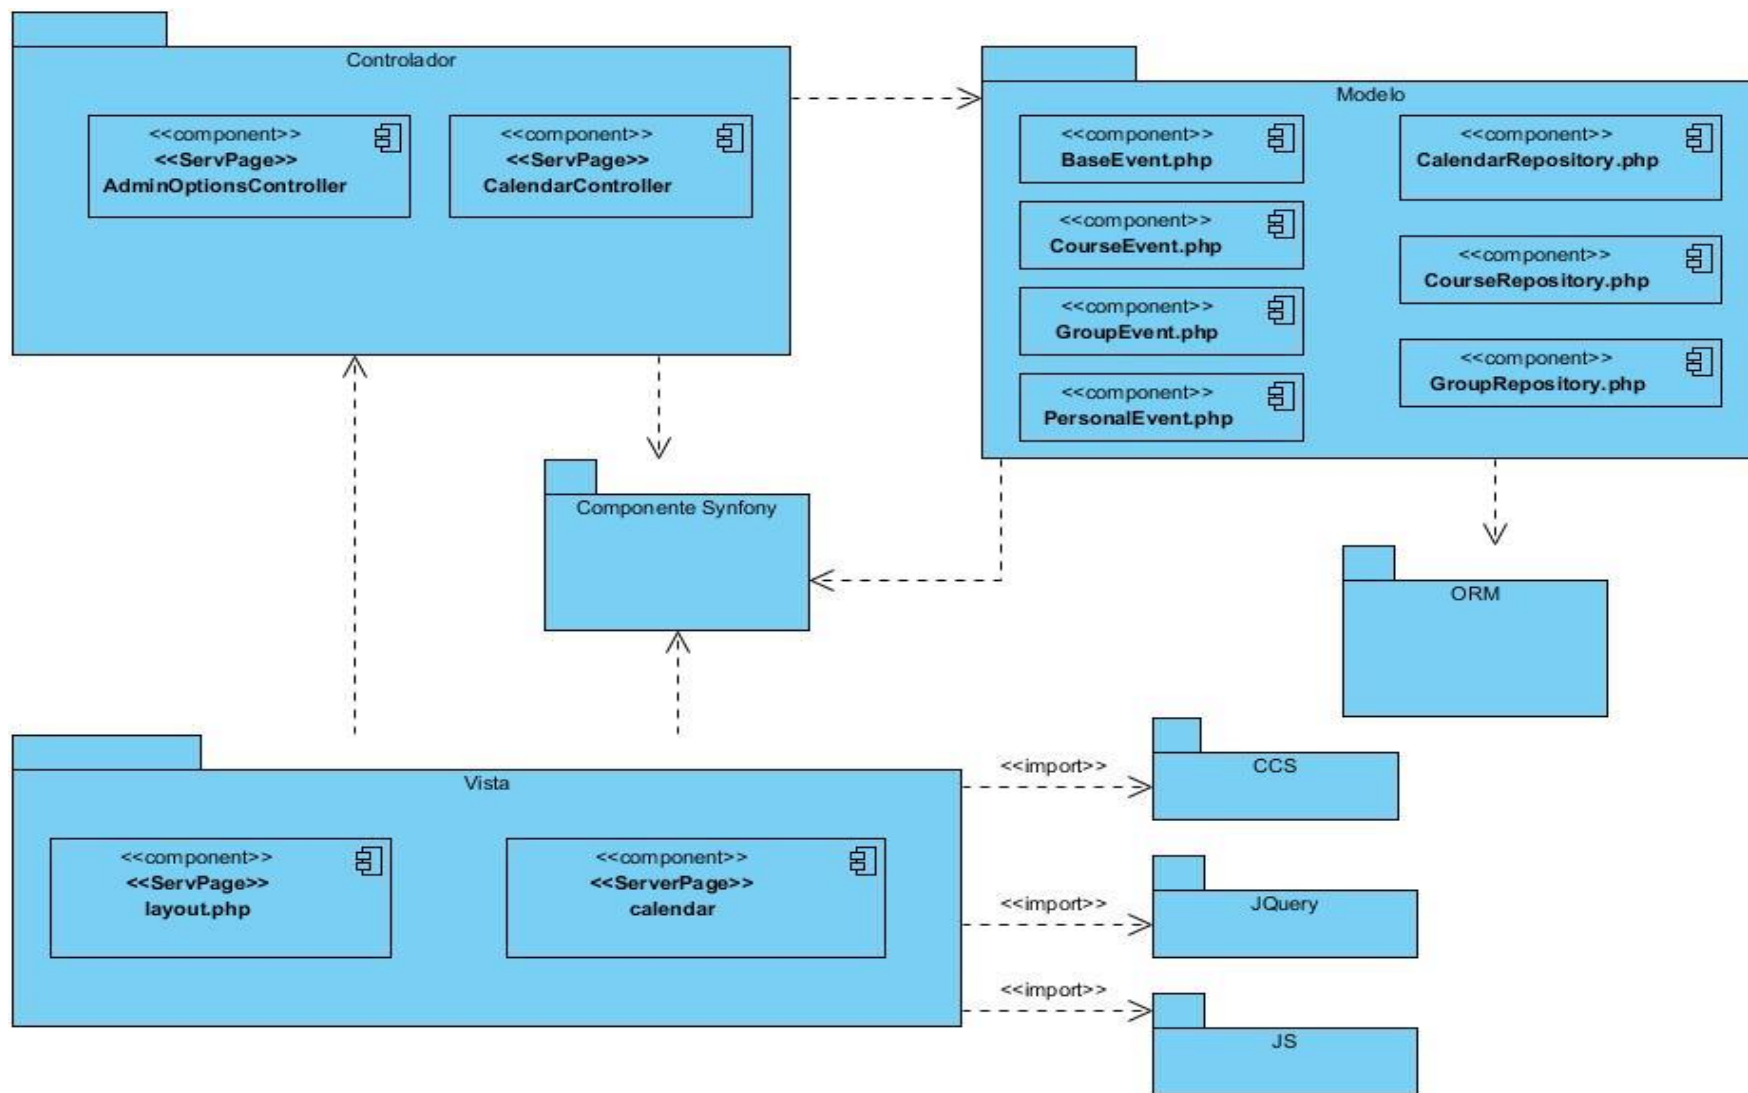 Controlador
<<component>>
<<ServPage>>
AdminOptionsController
<<component>>
<<ServPage>>
CalendarController
Modelo
<<component>>
BaseEvent.php
<<component>>
CourseEvent.php
<<component>>
GroupEvent.php
<<component>>
PersonalEvent.php
<<component>>
CalendarRepository.php
<<component>>
CourseRepository.php
<<component>>
GroupRepository.php
Componente Synfony
ORM
Vista
<<component>>
<<ServPage>>
layout.php
<<component>>
<<ServerPage>>
calendar
<<import>>
CCS
<<import>>
JQuery
<<import>>
JS